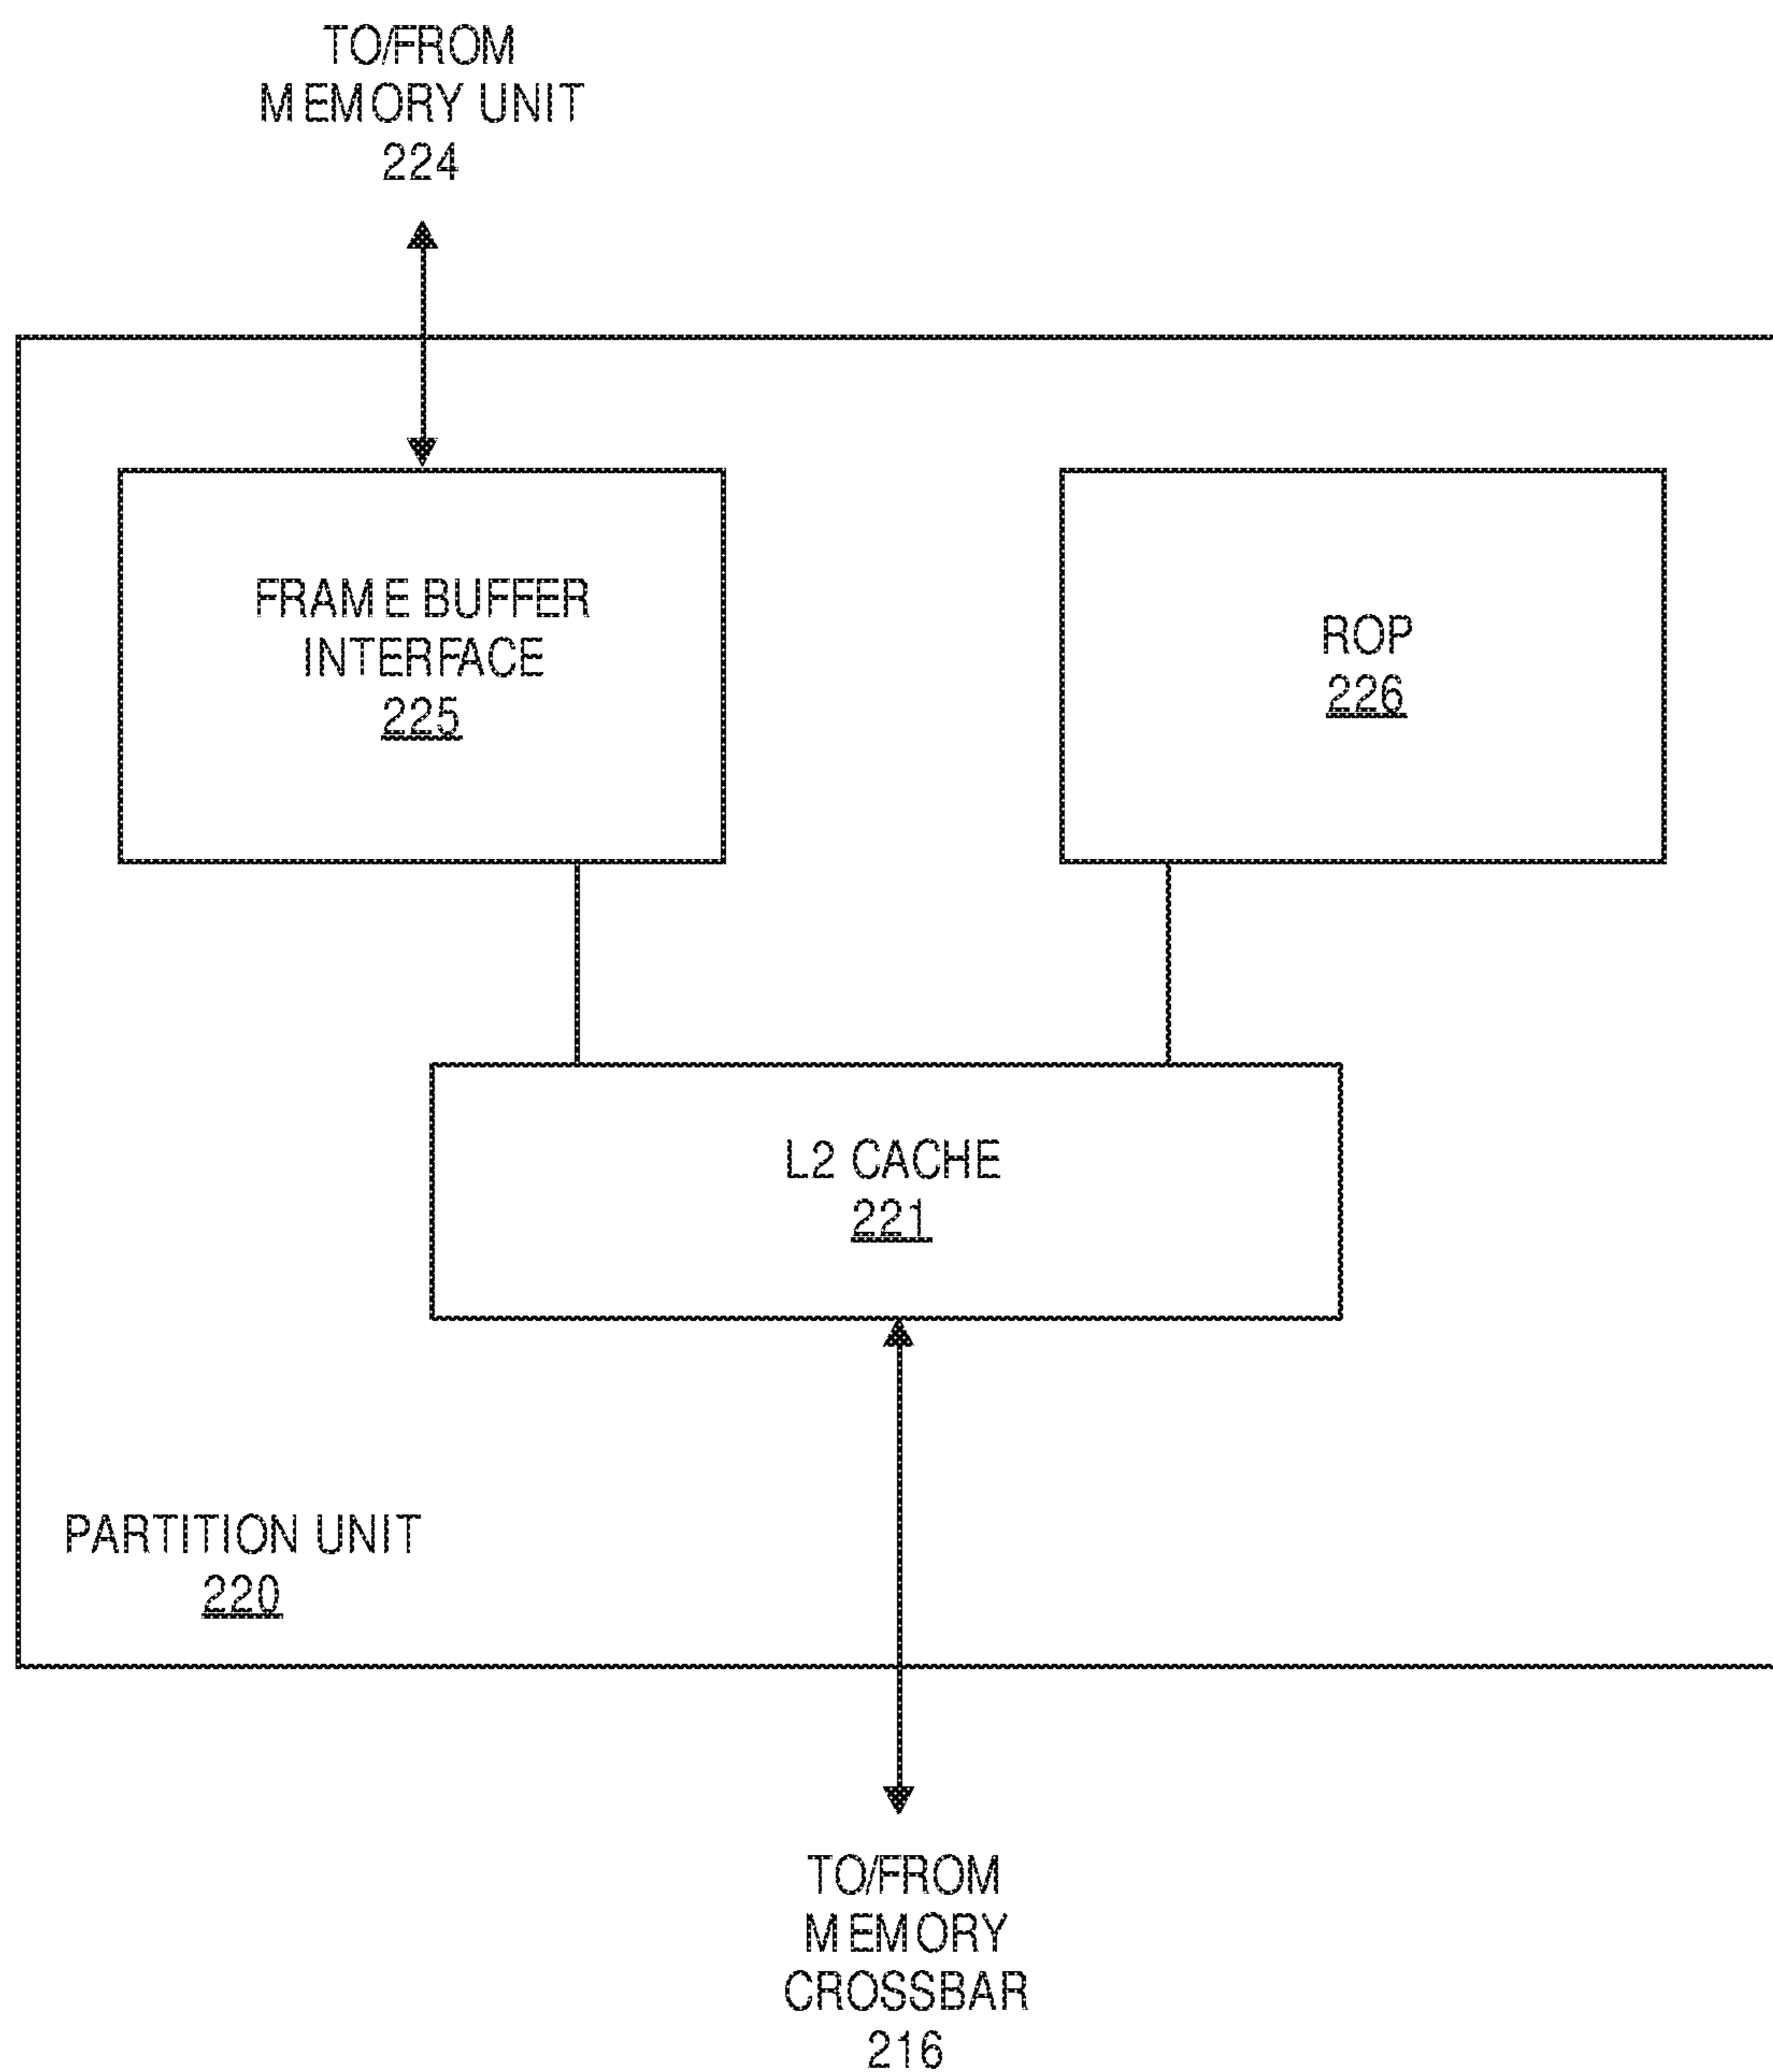 TO/FROM
MEMORY UNIT
224
FRAME BUFFER
INTERFACE
225
ROP
226
L2 CACHE
221
PARTITION UNIT
220
TO/FROM
MEMORY
CROSSBAR
216